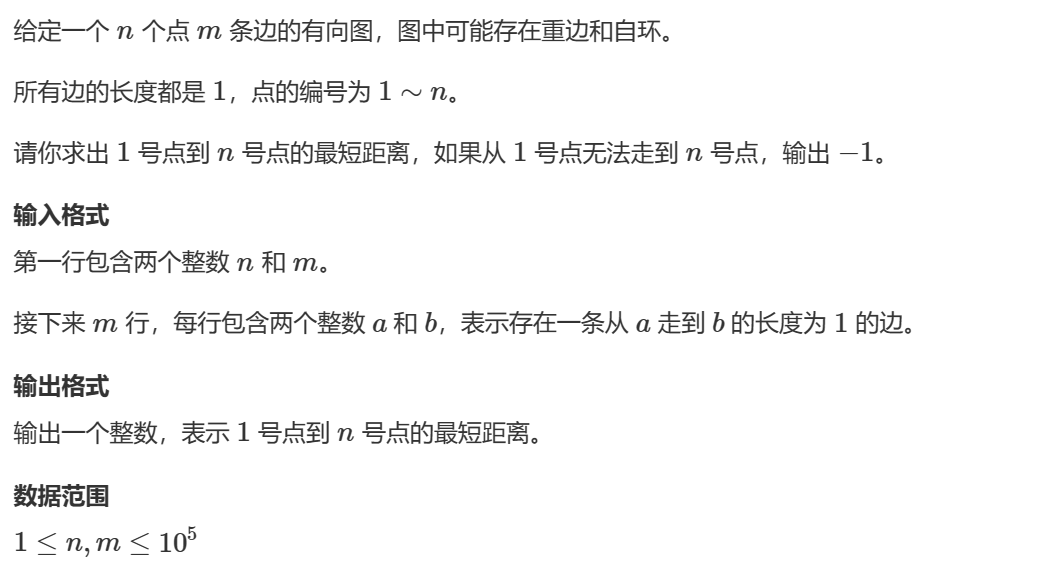 给定一个 n 个点 m 条边的有向图，图中可能存在重边和自环。
所有边的长度都是 1，点的编号为 1 ∼ n。
请你求出 1 号点到 n 号点的最短距离，如果从 1 号点无法走到 n 号点，输出 −1。
输入格式
第一行包含两个整数 n 和 m。
接下来 m 行，每行包含两个整数 a 和 b，表示存在一条从 a 走到 b 的长度为 1 的边。
输出格式
输出一个整数，表示 1 号点到 n 号点的最短距离。
数据范围
1 ≤ n, m ≤ 10⁵